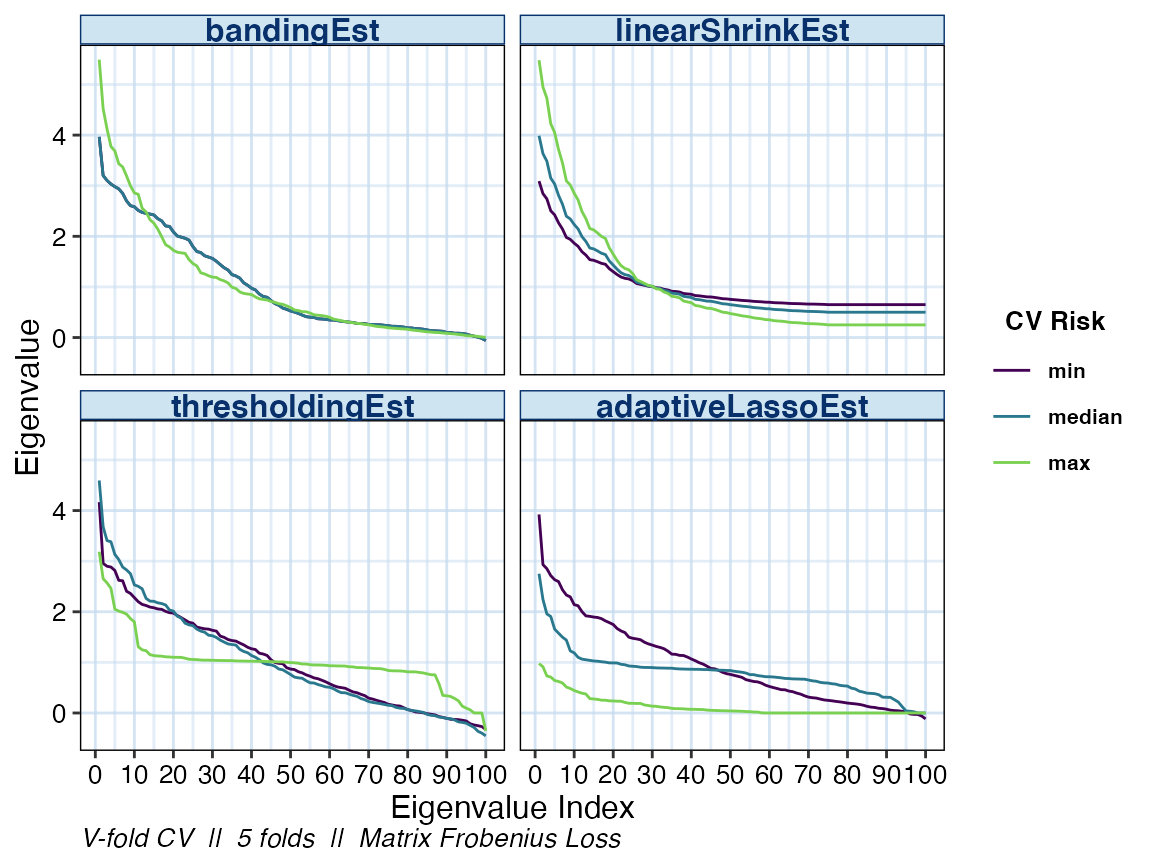 bandingEst
linearShrinkEst
4
2
0
thresholdingEst
adaptiveLassoEst
4
2
0
0 10 20 30 40 50 60 70 80 90 100
0 10 20 30 40 50 60 70 80 90 100
Eigenvalue
Eigenvalue Index
V-fold CV // 5 folds // Matrix Frobenius Loss
CV Risk
min
median
max